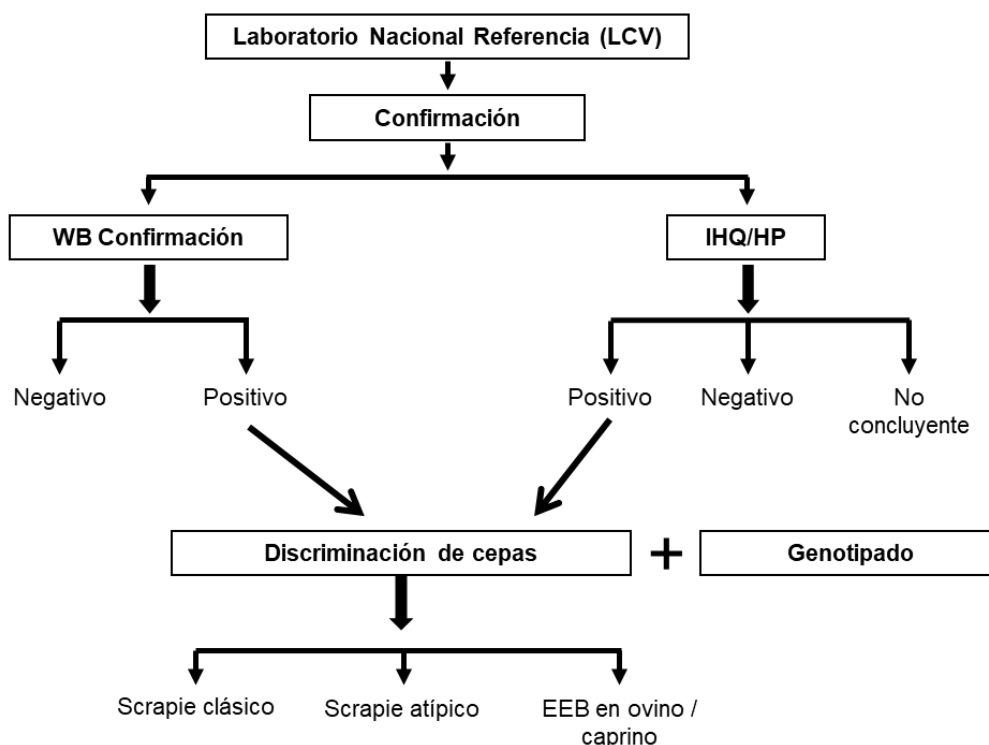 Laboratorio Nacional Referencia (LCV)
Confirmación
WB Confirmación
IHQ/HP
Negativo
Positivo
Positivo
Negativo
No
concluyente
Discriminación de cepas
+
Genotipado
Scrapie clásico
Scrapie atípico
EEB en ovino /
caprino